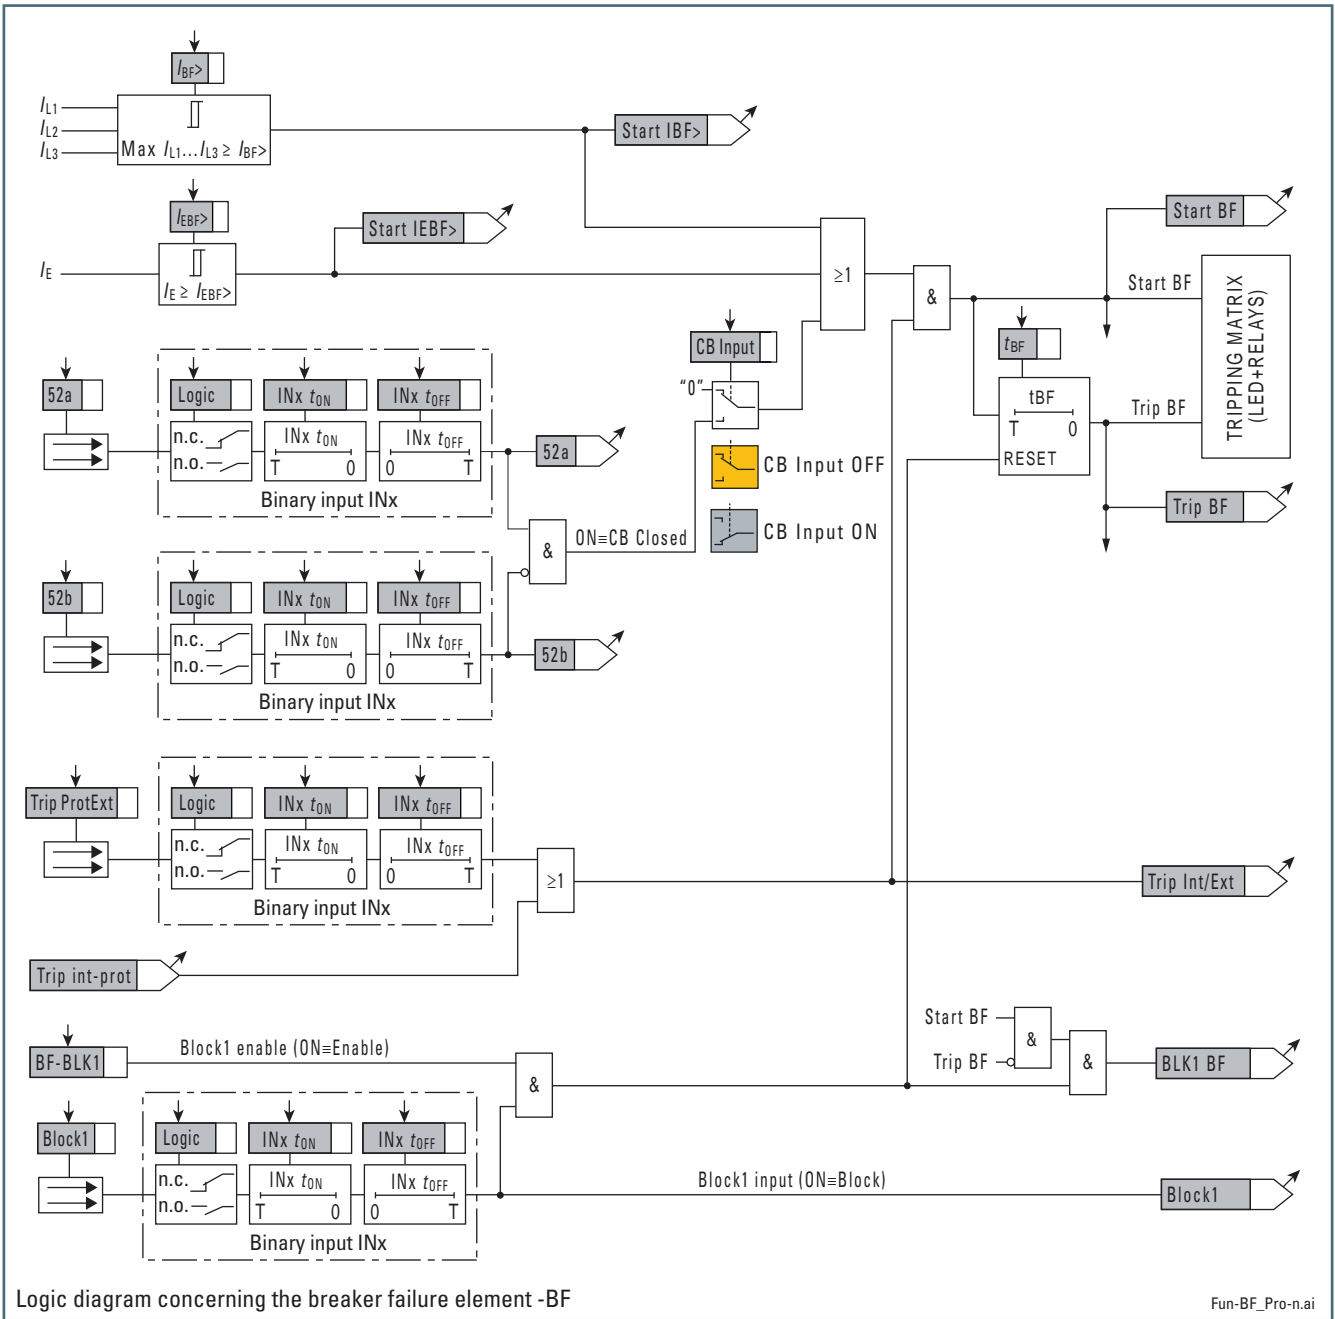 IBF>
IL1
IL2
IL3
Max IL1...IL3 ≥ IBF>
Start IBF>
IEBF>
Start IEBF>
IE
IE ≥ IEBF>
≥1
&
Start BF
Start BF
TRIPPING MATRIX
(LED+RELAYS)
tBF
tBF
T 0
RESET
Trip BF
Trip BF
CB Input
"0"
CB Input OFF
CB Input ON
52a
Logic
INx tON
INx tOFF
n.c.
n.o.
INx tON
T 0
INx tOFF
0 T
Binary input INx
52a
&
ON≡CB Closed
52b
Logic
INx tON
INx tOFF
n.c.
n.o.
INx tON
T 0
INx tOFF
0 T
Binary input INx
52b
Trip ProtExt
Logic
INx tON
INx tOFF
n.c.
n.o.
INx tON
T 0
INx tOFF
0 T
Binary input INx
≥1
Trip Int/Ext
Trip int-prot
Start BF
Trip BF
&
&
BLK1 BF
BF-BLK1
Block1 enable (ON≡Enable)
&
Block1
Logic
INx tON
INx tOFF
n.c.
n.o.
INx tON
T 0
INx tOFF
0 T
Binary input INx
Block1 input (ON≡Block)
Block1
Logic diagram concerning the breaker failure element -BF
Fun-BF_Pro-n.ai